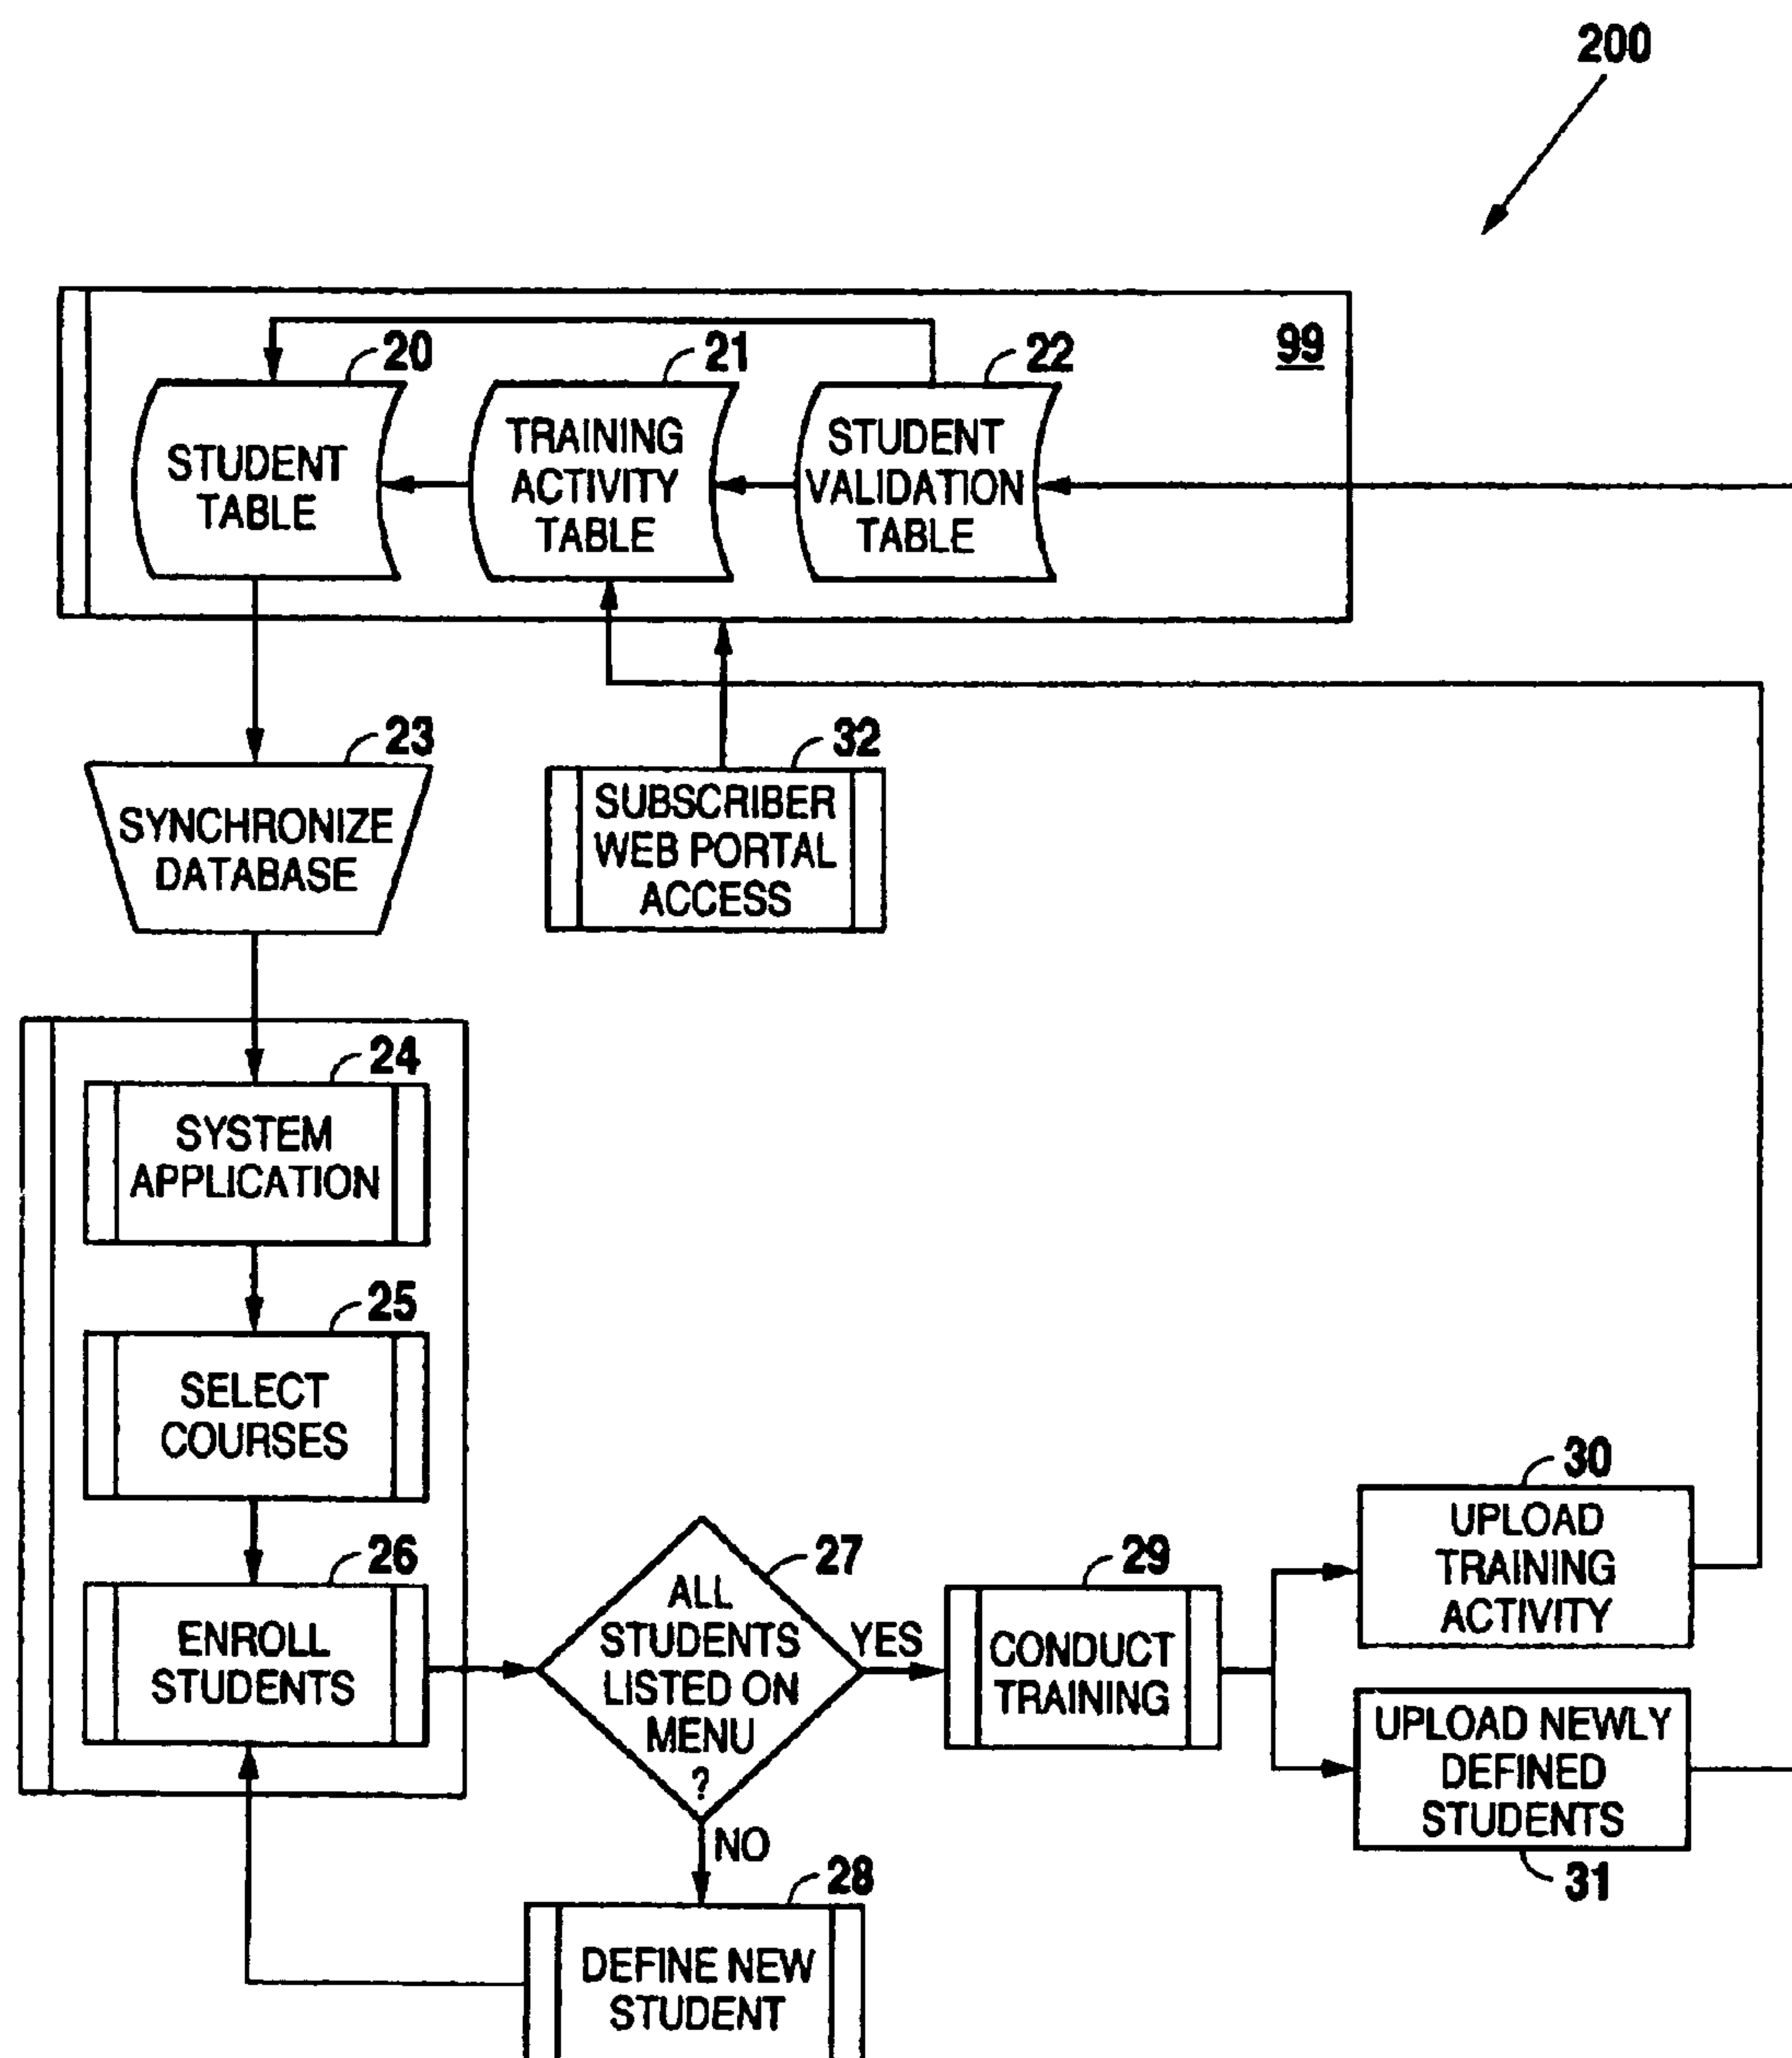 200
99
20
21
22
STUDENT
TABLE
TRAINING
ACTIVITY
TABLE
STUDENT
VALIDATION
TABLE
23
SYNCHRONIZE
DATABASE
32
SUBSCRIBER
WEB PORTAL
ACCESS
24
SYSTEM
APPLICATION
25
SELECT
COURSES
26
ENROLL
STUDENTS
27
ALL
STUDENTS
LISTED ON
MENU
?
YES
NO
28
DEFINE NEW
STUDENT
29
CONDUCT
TRAINING
30
UPLOAD
TRAINING
ACTIVITY
UPLOAD NEWLY
DEFINED
STUDENTS
31